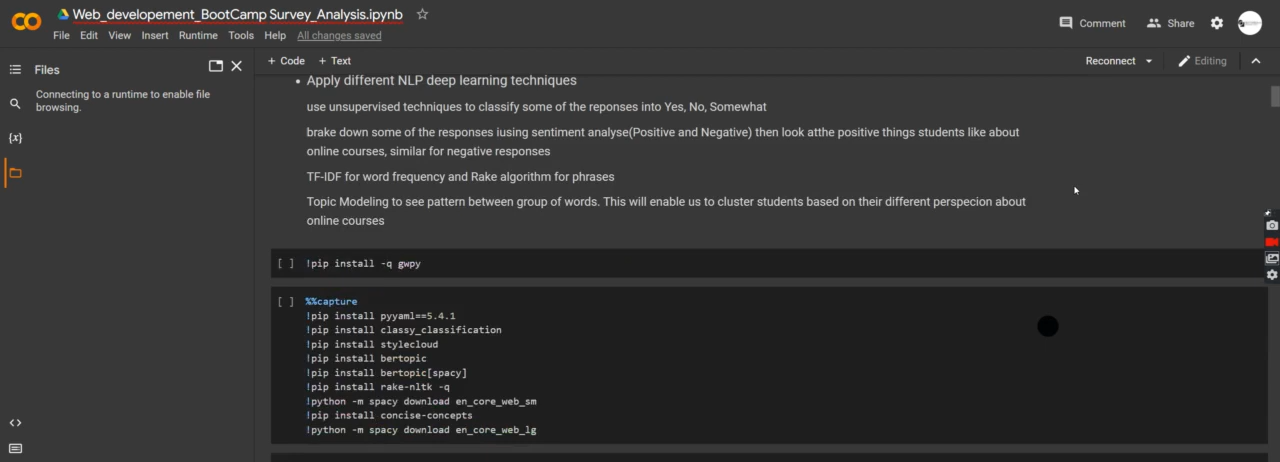 Web_developement_BootCamp Survey_Analysis.ipynb
File Edit View Insert Runtime Tools Help All changes saved
Comment Share
Files
Connecting to a runtime to enable file
browsing.
{x}
+ Code + Text
Reconnect Editing
• Apply different NLP deep learning techniques
use unsupervised techniques to classify some of the reponses into Yes, No, Somewhat
brake down some of the responses iusing sentiment analyse(Positive and Negative) then look atthe positive things students like about
online courses, similar for negative responses
TF-IDF for word frequency and Rake algorithm for phrases
Topic Modeling to see pattern between group of words. This will enable us to cluster students based on their different perspecion about
online courses
[ ] !pip install -q gwpy
[ ] %%capture
!pip install pyyaml==5.4.1
!pip install classy_classification
!pip install stylecloud
!pip install bertopic
!pip install bertopic[spacy]
!pip install rake-nltk -q
!python -m spacy download en_core_web_sm
!pip install concise-concepts
!python -m spacy download en_core_web_lg